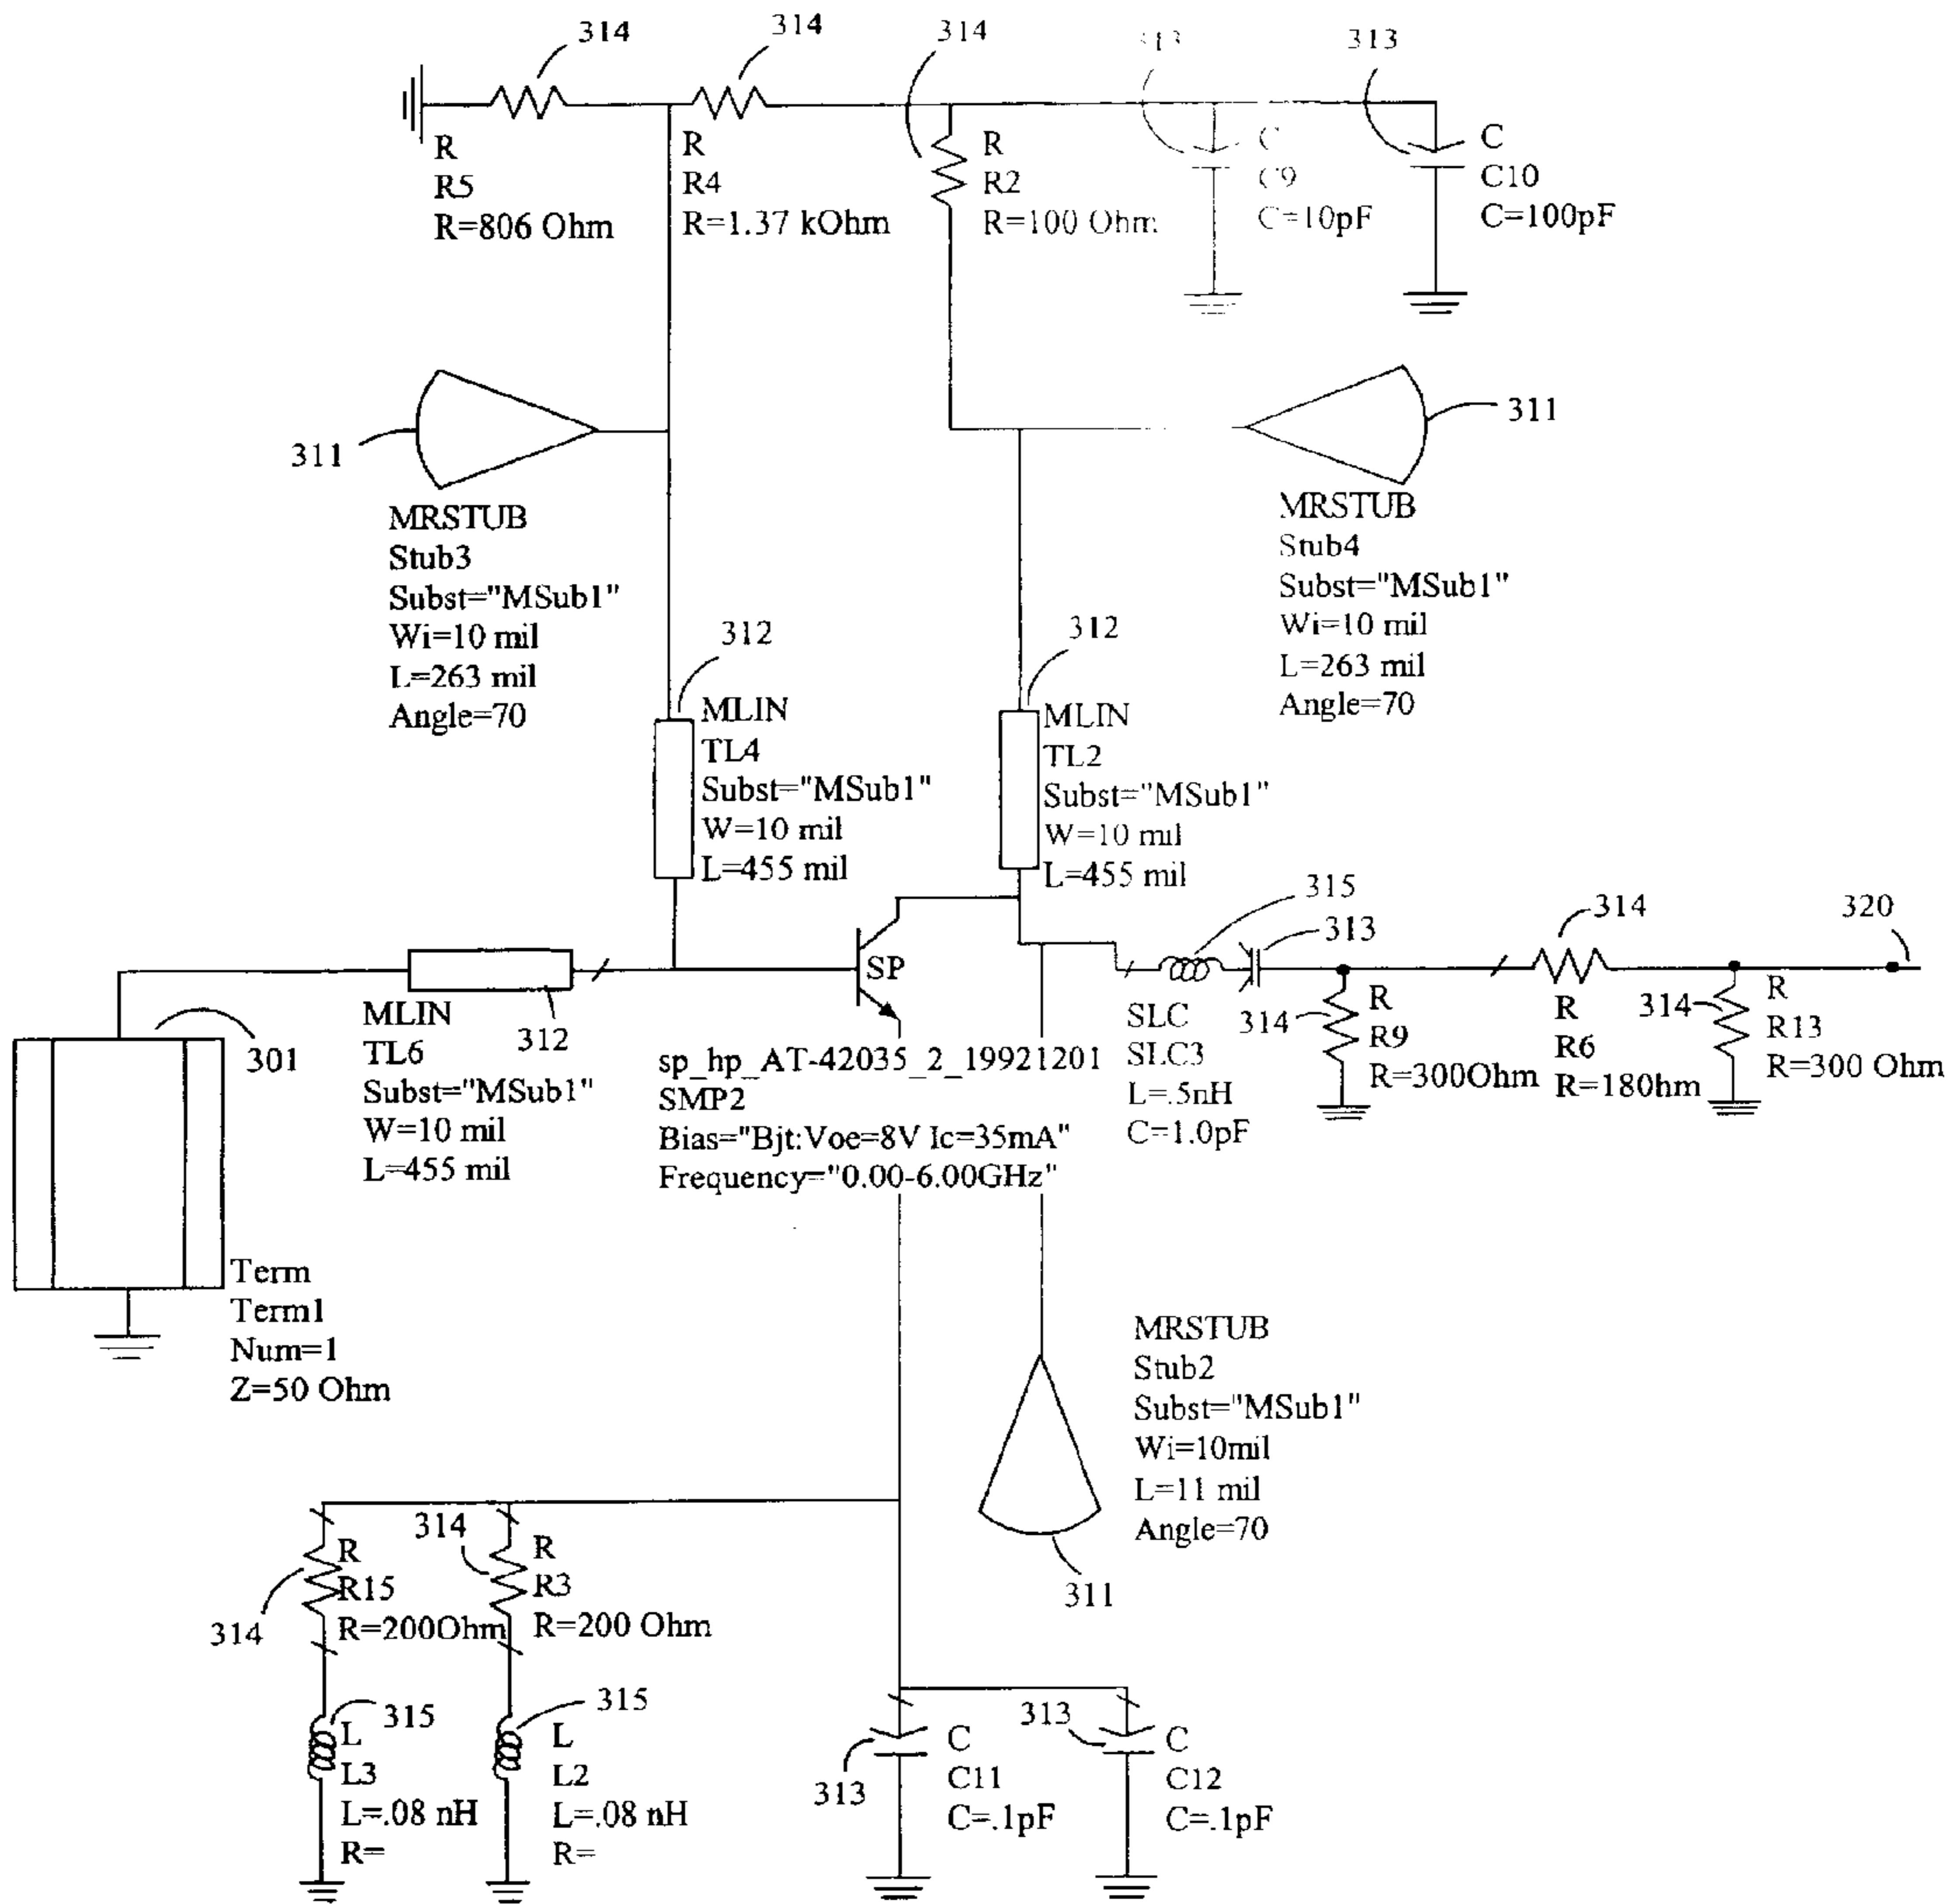 314
314
314
313
313
R
R5
R=806 Ohm
R
R4
R=1.37 kOhm
R
R2
R=100 Ohm
C
C9
C=10pF
C
C10
C=100pF
311
311
MRSTUB
Stub3
Subst="MSub1"
Wi=10 mil
L=263 mil
Angle=70
MRSTUB
Stub4
Subst="MSub1"
Wi=10 mil
L=263 mil
Angle=70
312
MLIN
TL4
Subst="MSub1"
W=10 mil
L=455 mil
312
MLIN
TL2
Subst="MSub1"
W=10 mil
L=455 mil
301
MLIN
TL6
Subst="MSub1"
W=10 mil
L=455 mil
312
SP
sp_hp_AT-42035_2_19921201
SMP2
Bias="Bjt:Voe=8V Ic=35mA"
Frequency="0.00-6.00GHz"
315
313
SLC
SLC3
L=.5nH
C=1.0pF
314
R
R9
R=300Ohm
314
R
R6
R=180hm
314
R
R13
R=300 Ohm
320
Term
Term1
Num=1
Z=50 Ohm
MRSTUB
Stub2
Subst="MSub1"
Wi=10mil
L=11 mil
Angle=70
311
314
R
R15
R=200Ohm
314
R
R3
R=200 Ohm
315
L
L3
L=.08 nH
R=
315
L
L2
L=.08 nH
R=
313
C
C11
C=.1pF
313
C
C12
C=.1pF